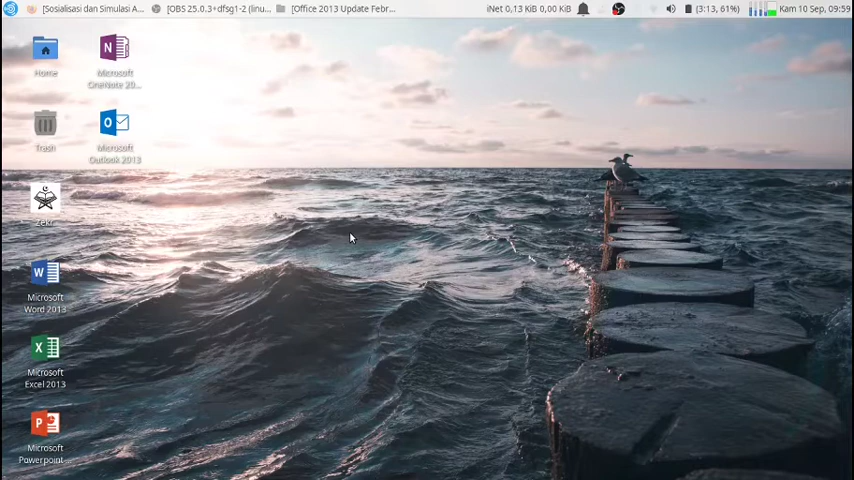 [Sosialisasi dan Simulasi A... [OBS 25.0.3+dfsg1-2 (linu... [Office 2013 Update Febr... iNet 0,13 KiB 0,00 KiB (3:13, 61%) Kam 10 Sep, 09:59
Home
Microsoft
OneNote 20...
Trash
Microsoft
Outlook 2013
Zekr
Microsoft
Word 2013
Microsoft
Excel 2013
Microsoft
Powerpoint ...